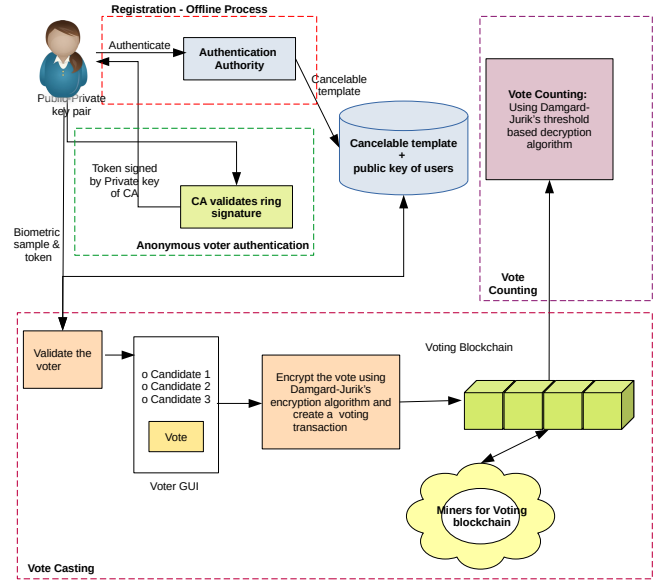 Registration - Offline Process
Authenticate
Authentication
Authority
Cancelable
template
Public-Private
key pair
Cancelable template
+
public key of users
Vote Counting:
Using Damgard-
Jurik's threshold
based decryption
algorithm
Token signed
by Private key
of CA
CA validates ring
signature
Anonymous voter authentication
Biometric
sample &
token
Vote
Counting
Validate the
voter
o Candidate 1
o Candidate 2
o Candidate 3
Vote
Voter GUI
Encrypt the vote using
Damgard-Jurik's
encryption algorithm and
create a voting
transaction
Voting Blockchain
Miners for Voting
blockchain
Vote Casting